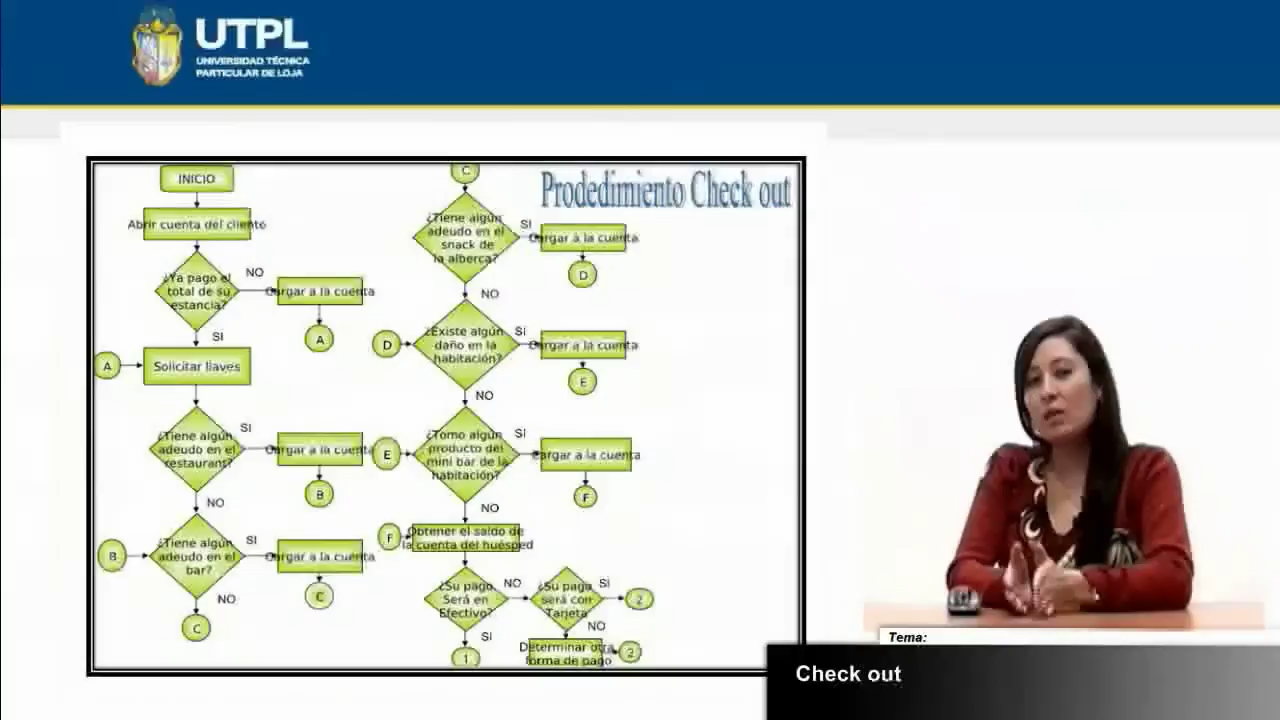 UTPL
UNIVERSIDAD TÉCNICA
PARTICULAR DE LOJA
Prodedimiento Check out
INICIO
Abrir cuenta del cliente
¿Ya pago el
total de su
estancia?
NO
Cargar a la cuenta
A
SI
A
Solicitar llaves
¿Tiene algún
adeudo en el
restaurant?
SI
Cargar a la cuenta
B
NO
B
¿Tiene algún
adeudo en el
bar?
SI
Cargar a la cuenta
C
NO
C
C
¿Tiene algún
adeudo en el
snack de
la alberca?
SI
Cargar a la cuenta
D
NO
D
¿Existe algún
daño en la
habitación?
Si
Cargar a la cuenta
E
NO
E
¿Tomo algún
producto del
mini bar de la
habitación?
SI
Cargar a la cuenta
F
NO
F
Obtener el saldo de
la cuenta del huésped
¿Su pago
Será en
Efectivo?
NO
¿Su pago
será con
Tarjeta
SI
2
SI
1
NO
Determinar otra
forma de pago
2
Tema:
Check out